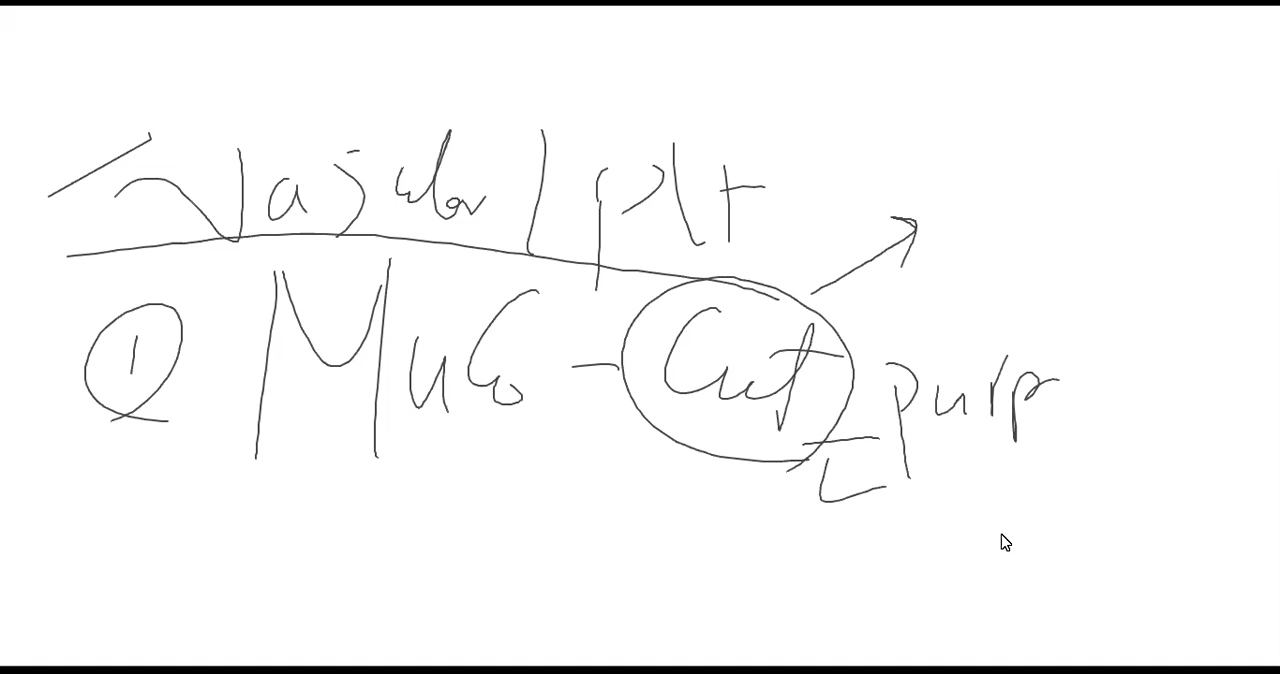 Vascular / plt
① Muco - Cut purp